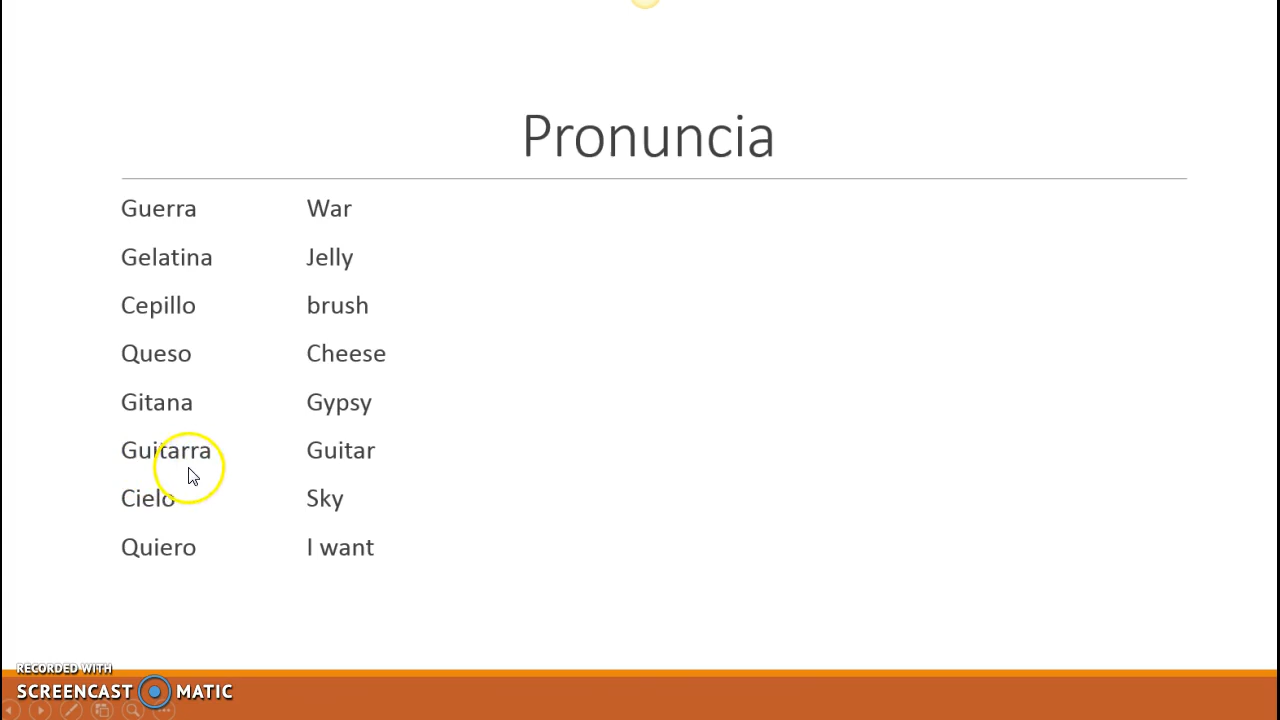 Pronuncia
Guerra War
Gelatina Jelly
Cepillo brush
Queso Cheese
Gitana Gypsy
Guitarra Guitar
Cielo Sky
Quiero I want
RECORDED WITH
SCREENCAST MATIC